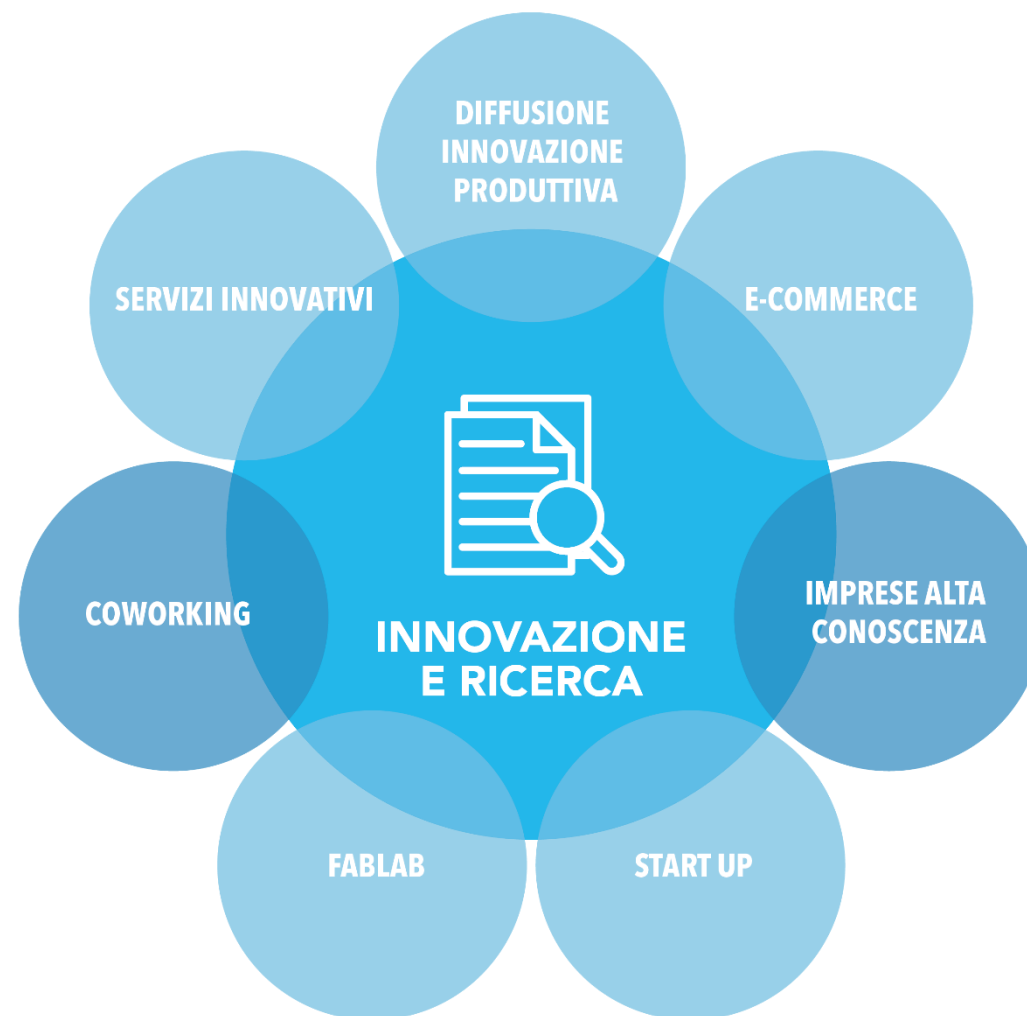 DIFFUSIONE
INNOVAZIONE
PRODUTTIVA
SERVIZI INNOVATIVI
E-COMMERCE
COWORKING
IMPRESE ALTA
CONOSCENZA
INNOVAZIONE
E RICERCA
FABLAB
START UP